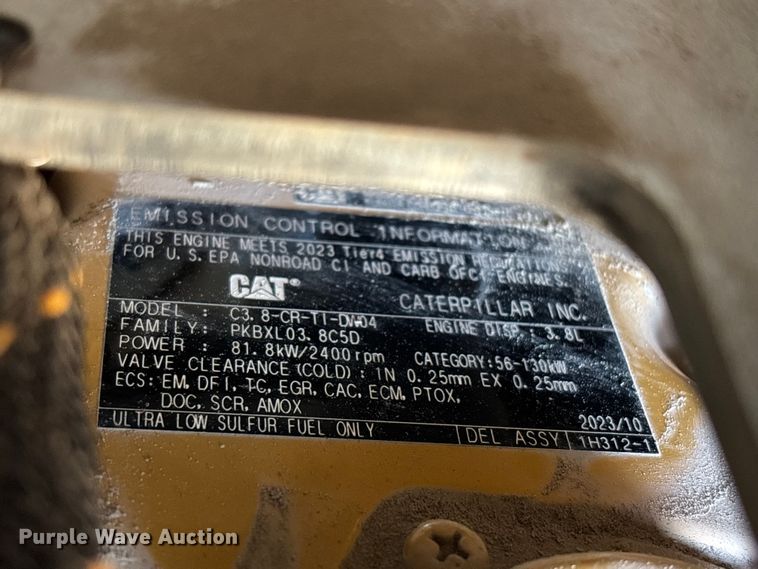 CAT
EMISSION CONTROL INFORMATION
THIS ENGINE MEETS 2023 Tier4 EMISSION REGULATIONS
FOR U.S. EPA NONROAD CI AND CARB OFCI ENGINES.
CAT CATERPILLAR INC.
MODEL : C3.8-CR-TI-DN04 ENGINE DISP : 3.8L
FAMILY: PKBXL03.8C5D
POWER : 81.8kW/2400rpm CATEGORY:56-130kW
VALVE CLEARANCE(COLD): IN 0.25mm EX 0.25mm
ECS: EM, DFI, TC, EGR, CAC, ECM, PTOX,
DOC, SCR, AMOX
2023/10
ULTRA LOW SULFUR FUEL ONLY DEL ASSY 1H312-1
Purple Wave Auction